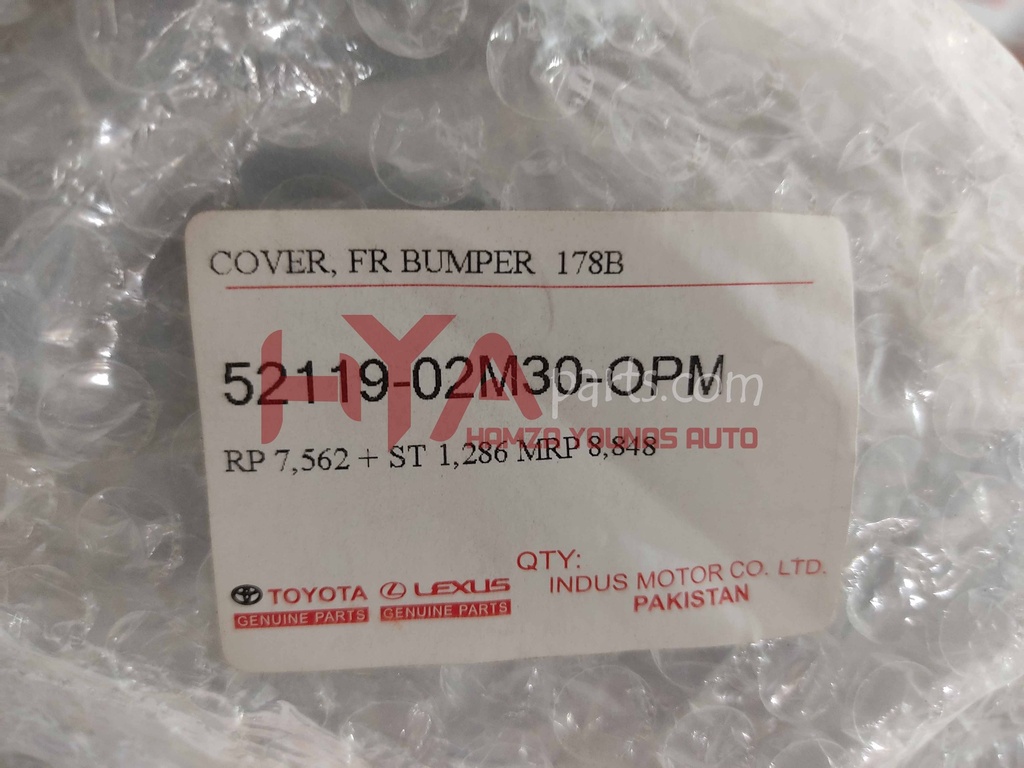 COVER, FR BUMPER 178B
HYAparts.com
52119-02M30-OPM
HAMZA YOUNAS AUTO
RP 7,562 + ST 1,286 MRP 8,848
QTY:
TOYOTA LEXUS INDUS MOTOR CO. LTD.
GENUINE PARTS GENUINE PARTS PAKISTAN